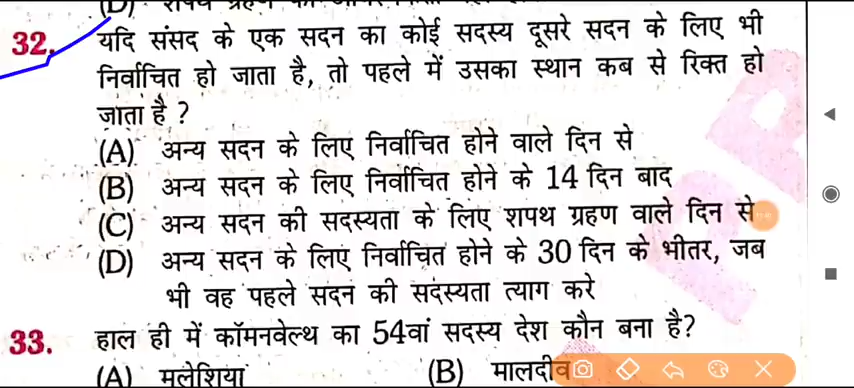 32. यदि संसद के एक सदन का कोई सदस्य दूसरे सदन के लिए भी
निर्वाचित हो जाता है, तो पहले में उसका स्थान कब से रिक्त हो
जाता है ?
(A) अन्य सदन के लिए निर्वाचित होने वाले दिन से
(B) अन्य सदन के लिए निर्वाचित होने के 14 दिन बाद
(C) अन्य सदन की सदस्यता के लिए शपथ ग्रहण वाले दिन से
(D) अन्य सदन के लिए निर्वाचित होने के 30 दिन के भीतर, जब
भी वह पहले सदन की सदस्यता त्याग करे
33. हाल ही में कॉमनवेल्थ का 54वां सदस्य देश कौन बना है?
(A) मलेशिया (B) मालदीव